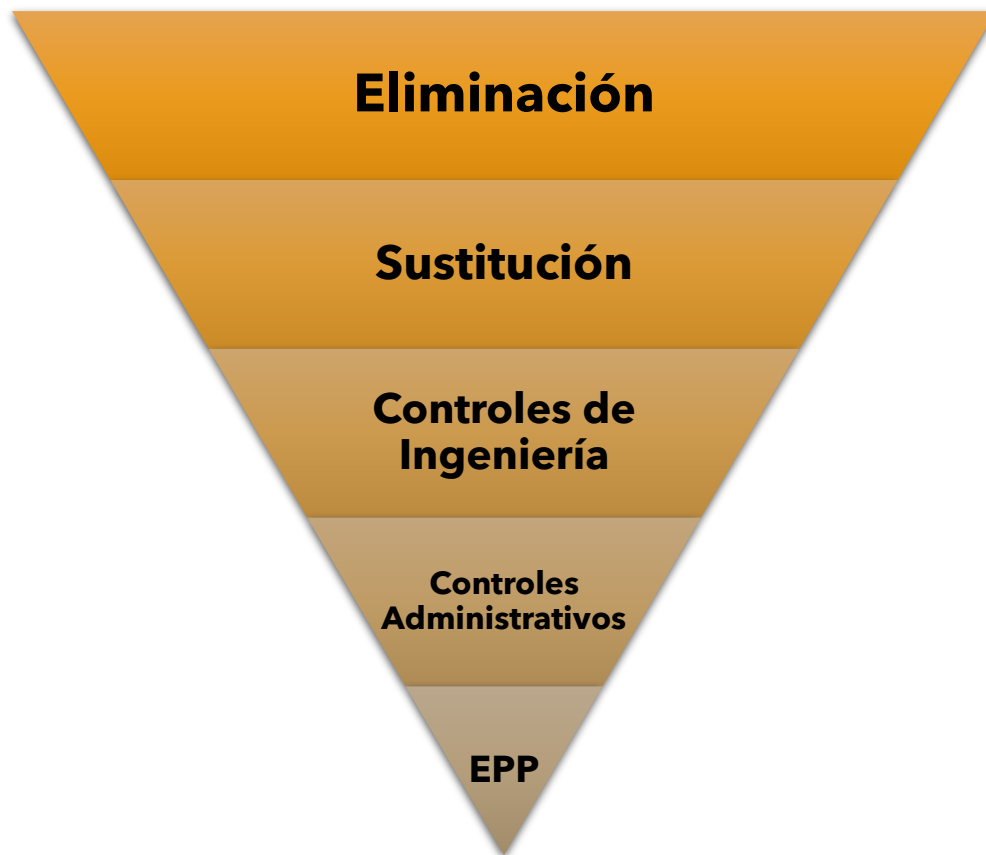 Eliminación
Sustitución
Controles de
Ingeniería
Controles
Administrativos
EPP